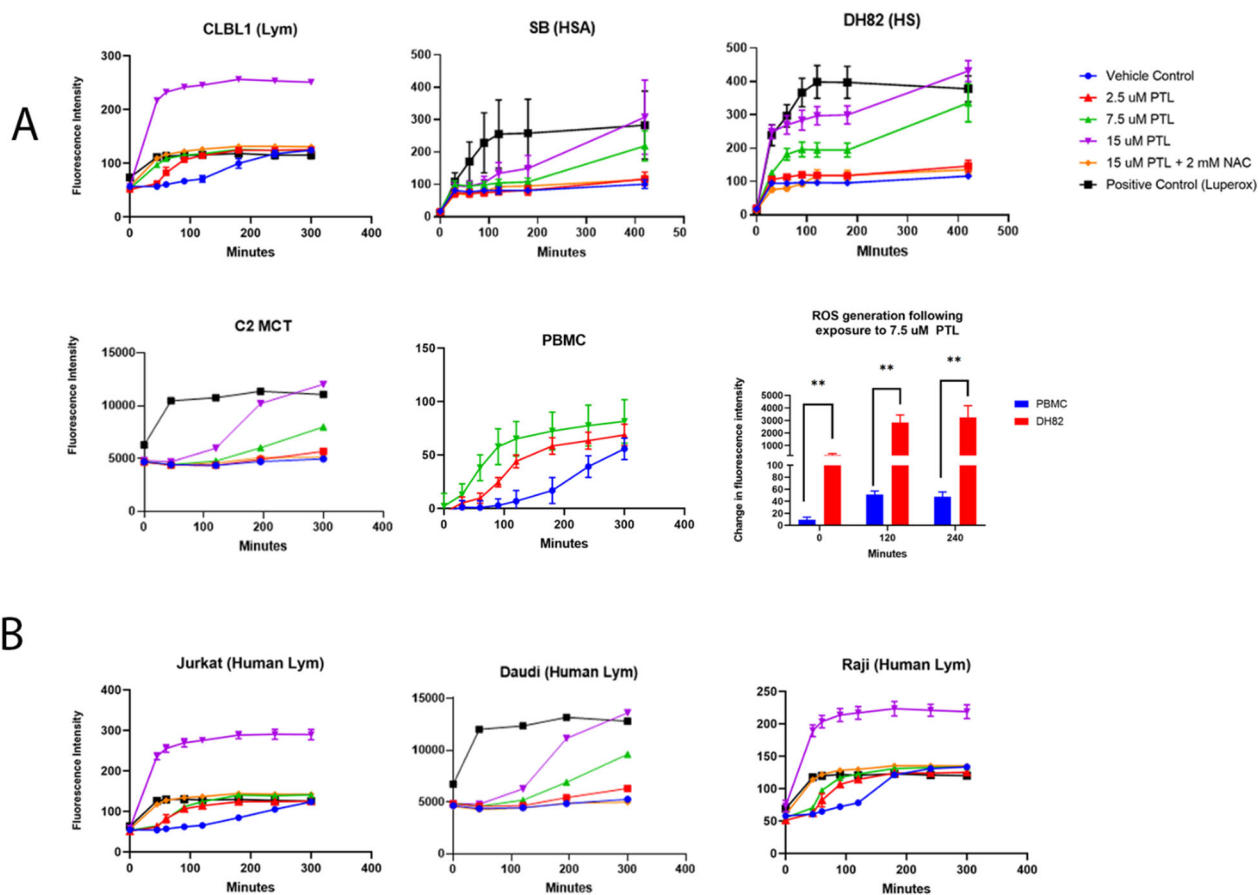 A
CLBL1 (Lym)
Fluorescence Intensity
300
200
100
0
0 100 200 300 400
Minutes
SB (HSA)
500
400
300
200
100
0
0 100 200 300 400 50
Minutes
DH82 (HS)
500
400
300
200
100
0
0 100 200 300 400 500
MInutes
Vehicle Control
2.5 uM PTL
7.5 uM PTL
15 uM PTL
15 uM PTL + 2 mM NAC
Positive Control (Luperox)
C2 MCT
Fluorescence Intensity
15000
10000
5000
0
0 100 200 300 400
Minutes
PBMC
150
100
50
0
0 100 200 300 400
Minutes
ROS generation following
exposure to 7.5 uM PTL
Change in fluorescence intensity
5000
4000
3000
2000
1000
100
80
60
40
20
0
** ** **
0 120 240
Minutes
PBMC
DH82
B
Jurkat (Human Lym)
Fluorescence Intensity
400
300
200
100
0
0 100 200 300 400
Minutes
Daudi (Human Lym)
15000
10000
5000
0
0 100 200 300 400
Minutes
Raji (Human Lym)
250
200
150
100
50
0
0 100 200 300 400
Minutes